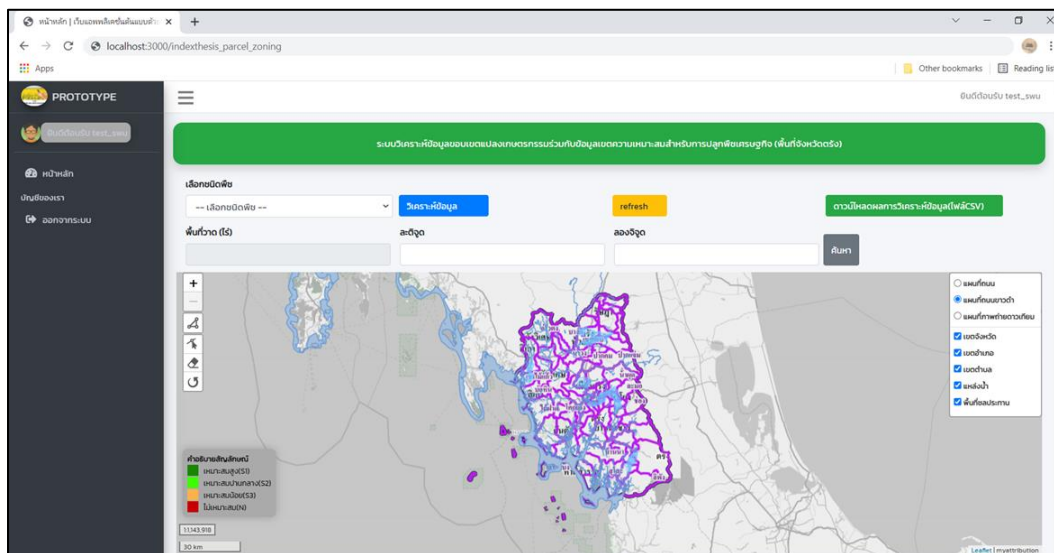 หน้าหลัก | เว็บแอพพลิเคชั่นต้นแบบด้ว
localhost:3000/indexthesis_parcel_zoning
Apps
Other bookmarks
Reading list
PROTOTYPE
ยินดีต้อนรับ test_swu
ยินดีต้อนรับ test_swu
หน้าหลัก
บัญชีของเรา
ออกจากระบบ
ระบบวิเคราะห์ข้อมูลขอบเขตแปลงเกษตรกรรมร่วมกับข้อมูลเขตความเหมาะสมสำหรับการปลูกพืชเศรษฐกิจ (พื้นที่จังหวัดตรัง)
เลือกชนิดพืช
-- เลือกชนิดพืช --
วิเคราะห์ข้อมูล
refresh
ดาวน์โหลดผลการวิเคราะห์ข้อมูล(ไฟล์CSV)
พื้นที่วาด (ไร่)
ละติจูด
ลองจิจูด
ค้นหา
แผนที่ถนน
แผนที่ถนนขาวดำ
แผนที่ภาพถ่ายดาวเทียม
เขตจังหวัด
เขตอำเภอ
เขตตำบล
แหล่งน้ำ
พื้นที่ชลประทาน
คำอธิบายสัญลักษณ์
เหมาะสมสูง(S1)
เหมาะสมปานกลาง(S2)
เหมาะสมน้อย(S3)
ไม่เหมาะสม(N)
30 km
Leaflet | myattribution